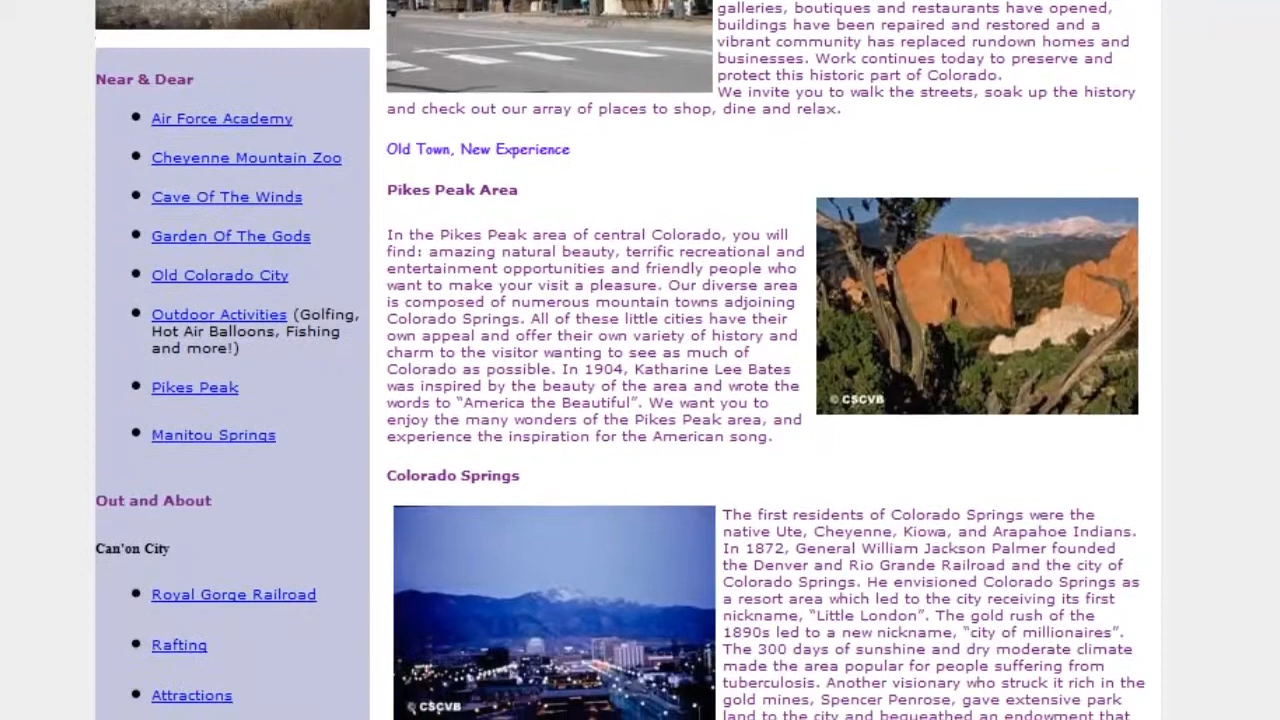 Near & Dear
Air Force Academy
Cheyenne Mountain Zoo
Cave Of The Winds
Garden Of The Gods
Old Colorado City
Outdoor Activities (Golfing,
Hot Air Balloons, Fishing
and more!)
Pikes Peak
Manitou Springs
Out and About
Can'on City
Royal Gorge Railroad
Rafting
Attractions
galleries, boutiques and restaurants have opened,
buildings have been repaired and restored and a
vibrant community has replaced rundown homes and
businesses. Work continues today to preserve and
protect this historic part of Colorado.
We invite you to walk the streets, soak up the history
and check out our array of places to shop, dine and relax.
Old Town, New Experience
Pikes Peak Area
In the Pikes Peak area of central Colorado, you will
find: amazing natural beauty, terrific recreational and
entertainment opportunities and friendly people who
want to make your visit a pleasure. Our diverse area
is composed of numerous mountain towns adjoining
Colorado Springs. All of these little cities have their
own appeal and offer their own variety of history and
charm to the visitor wanting to see as much of
Colorado as possible. In 1904, Katharine Lee Bates
was inspired by the beauty of the area and wrote the
words to “America the Beautiful”. We want you to
enjoy the many wonders of the Pikes Peak area, and
experience the inspiration for the American song.
© CSCVB
Colorado Springs
The first residents of Colorado Springs were the
native Ute, Cheyenne, Kiowa, and Arapahoe Indians.
In 1872, General William Jackson Palmer founded
the Denver and Rio Grande Railroad and the city of
Colorado Springs. He envisioned Colorado Springs as
a resort area which led to the city receiving its first
nickname, “Little London”. The gold rush of the
1890s led to a new nickname, “city of millionaires”.
The 300 days of sunshine and dry moderate climate
made the area popular for people suffering from
tuberculosis. Another visionary who struck it rich in the
gold mines, Spencer Penrose, gave extensive park
land to the city and bequeathed an endowment that
© CSCVB